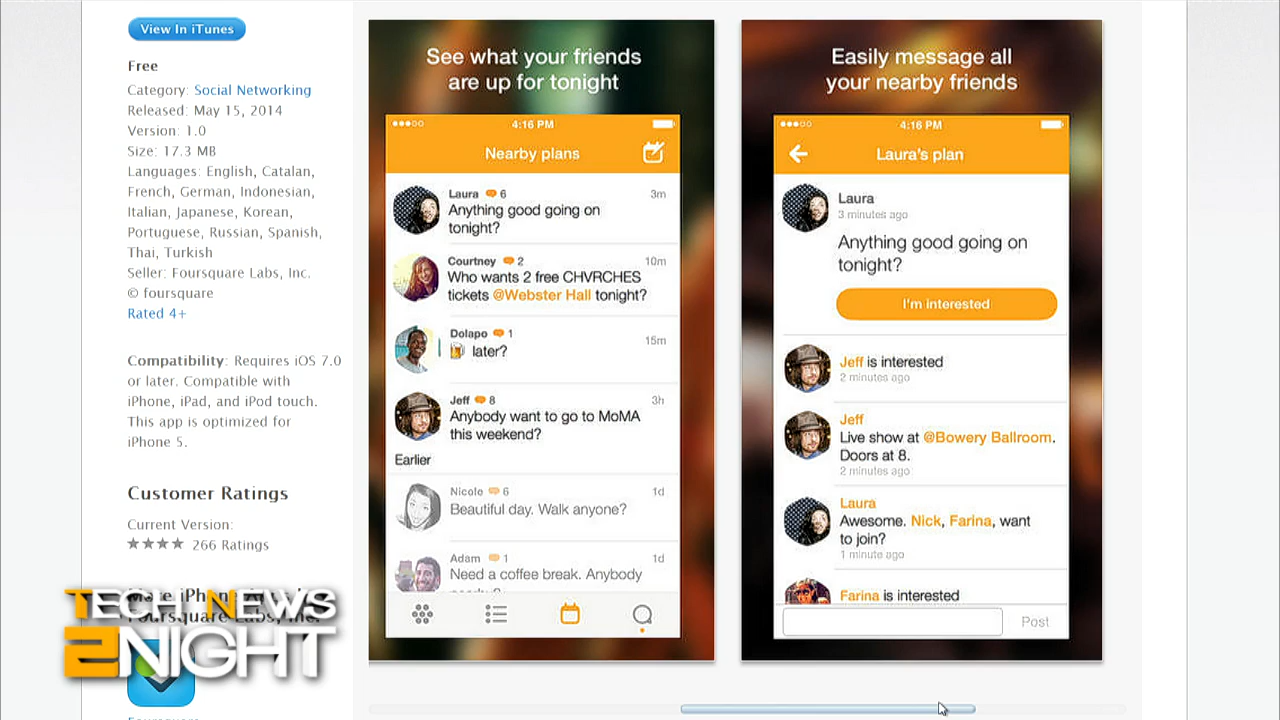 View In iTunes
Free
Category: Social Networking
Released: May 15, 2014
Version: 1.0
Size: 17.3 MB
Languages: English, Catalan,
French, German, Indonesian,
Italian, Japanese, Korean,
Portuguese, Russian, Spanish,
Thai, Turkish
Seller: Foursquare Labs, Inc.
© foursquare
Rated 4+
Compatibility: Requires iOS 7.0
or later. Compatible with
iPhone, iPad, and iPod touch.
This app is optimized for
iPhone 5.
Customer Ratings
Current Version:
★★★★ 266 Ratings
Foursquare Labs, Inc.
TECH NEWS
2NIGHT
Foursquare
See what your friends
are up for tonight
4:16 PM
Nearby plans
Laura 6 3m
Anything good going on
tonight?
Courtney 2 10m
Who wants 2 free CHVRCHES
tickets @Webster Hall tonight?
Dolapo 1 15m
🍺 later?
Jeff 8 3h
Anybody want to go to MoMA
this weekend?
Earlier
Nicole 6 1d
Beautiful day. Walk anyone?
Adam 1 1d
Need a coffee break. Anybody
Easily message all
your nearby friends
4:16 PM
Laura's plan
Laura
3 minutes ago
Anything good going on
tonight?
I'm interested
Jeff is interested
2 minutes ago
Jeff
Live show at @Bowery Ballroom.
Doors at 8.
2 minutes ago
Laura
Awesome. Nick, Farina, want
to join?
1 minute ago
Farina is interested
Post